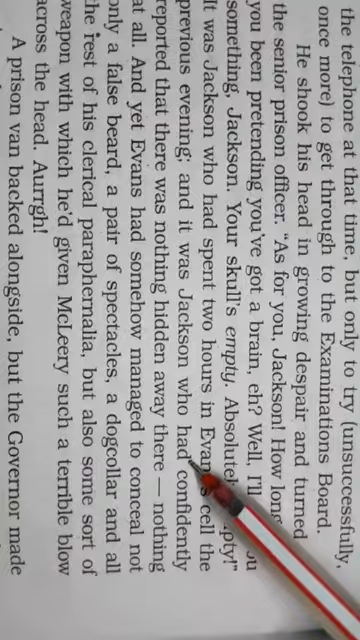 the telephone at that time, but only to try (unsuccessfully,
once more) to get through to the Examinations Board.
He shook his head in growing despair and turned
the senior prison officer. "As for you, Jackson! How long
you been pretending you've got a brain, eh? Well, I'll
something, Jackson. Your skull's empty. Absolutel
It was Jackson who had spent two hours in Evans cell the
previous evening; and it was Jackson who had confidently
reported that there was nothing hidden away there — nothing
at all. And yet Evans had somehow managed to conceal not
only a false beard, a pair of spectacles, a dogcollar and all
the rest of his clerical paraphernalia, but also some sort of
weapon with which he'd given McLeery such a terrible blow
across the head. Aurrgh!
A prison van backed alongside, but the Governor made